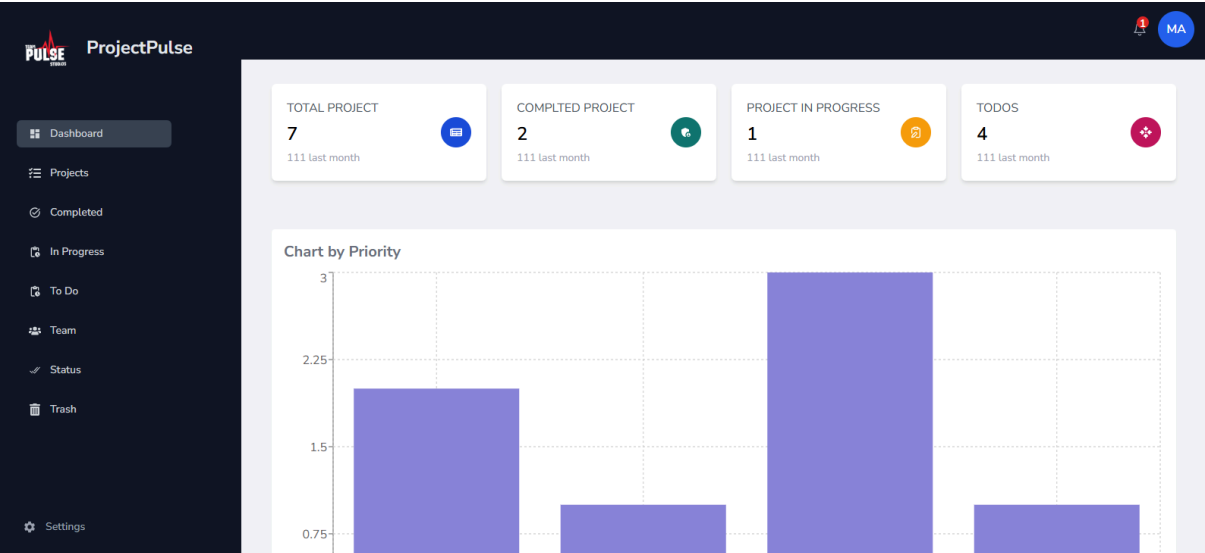 PULSE
ProjectPulse
1
MA
Dashboard
Projects
Completed
In Progress
To Do
Team
Status
Trash
Settings
TOTAL PROJECT
7
111 last month
COMPLTED PROJECT
2
111 last month
PROJECT IN PROGRESS
1
111 last month
TODOS
4
111 last month
Chart by Priority
3
2.25
1.5
0.75